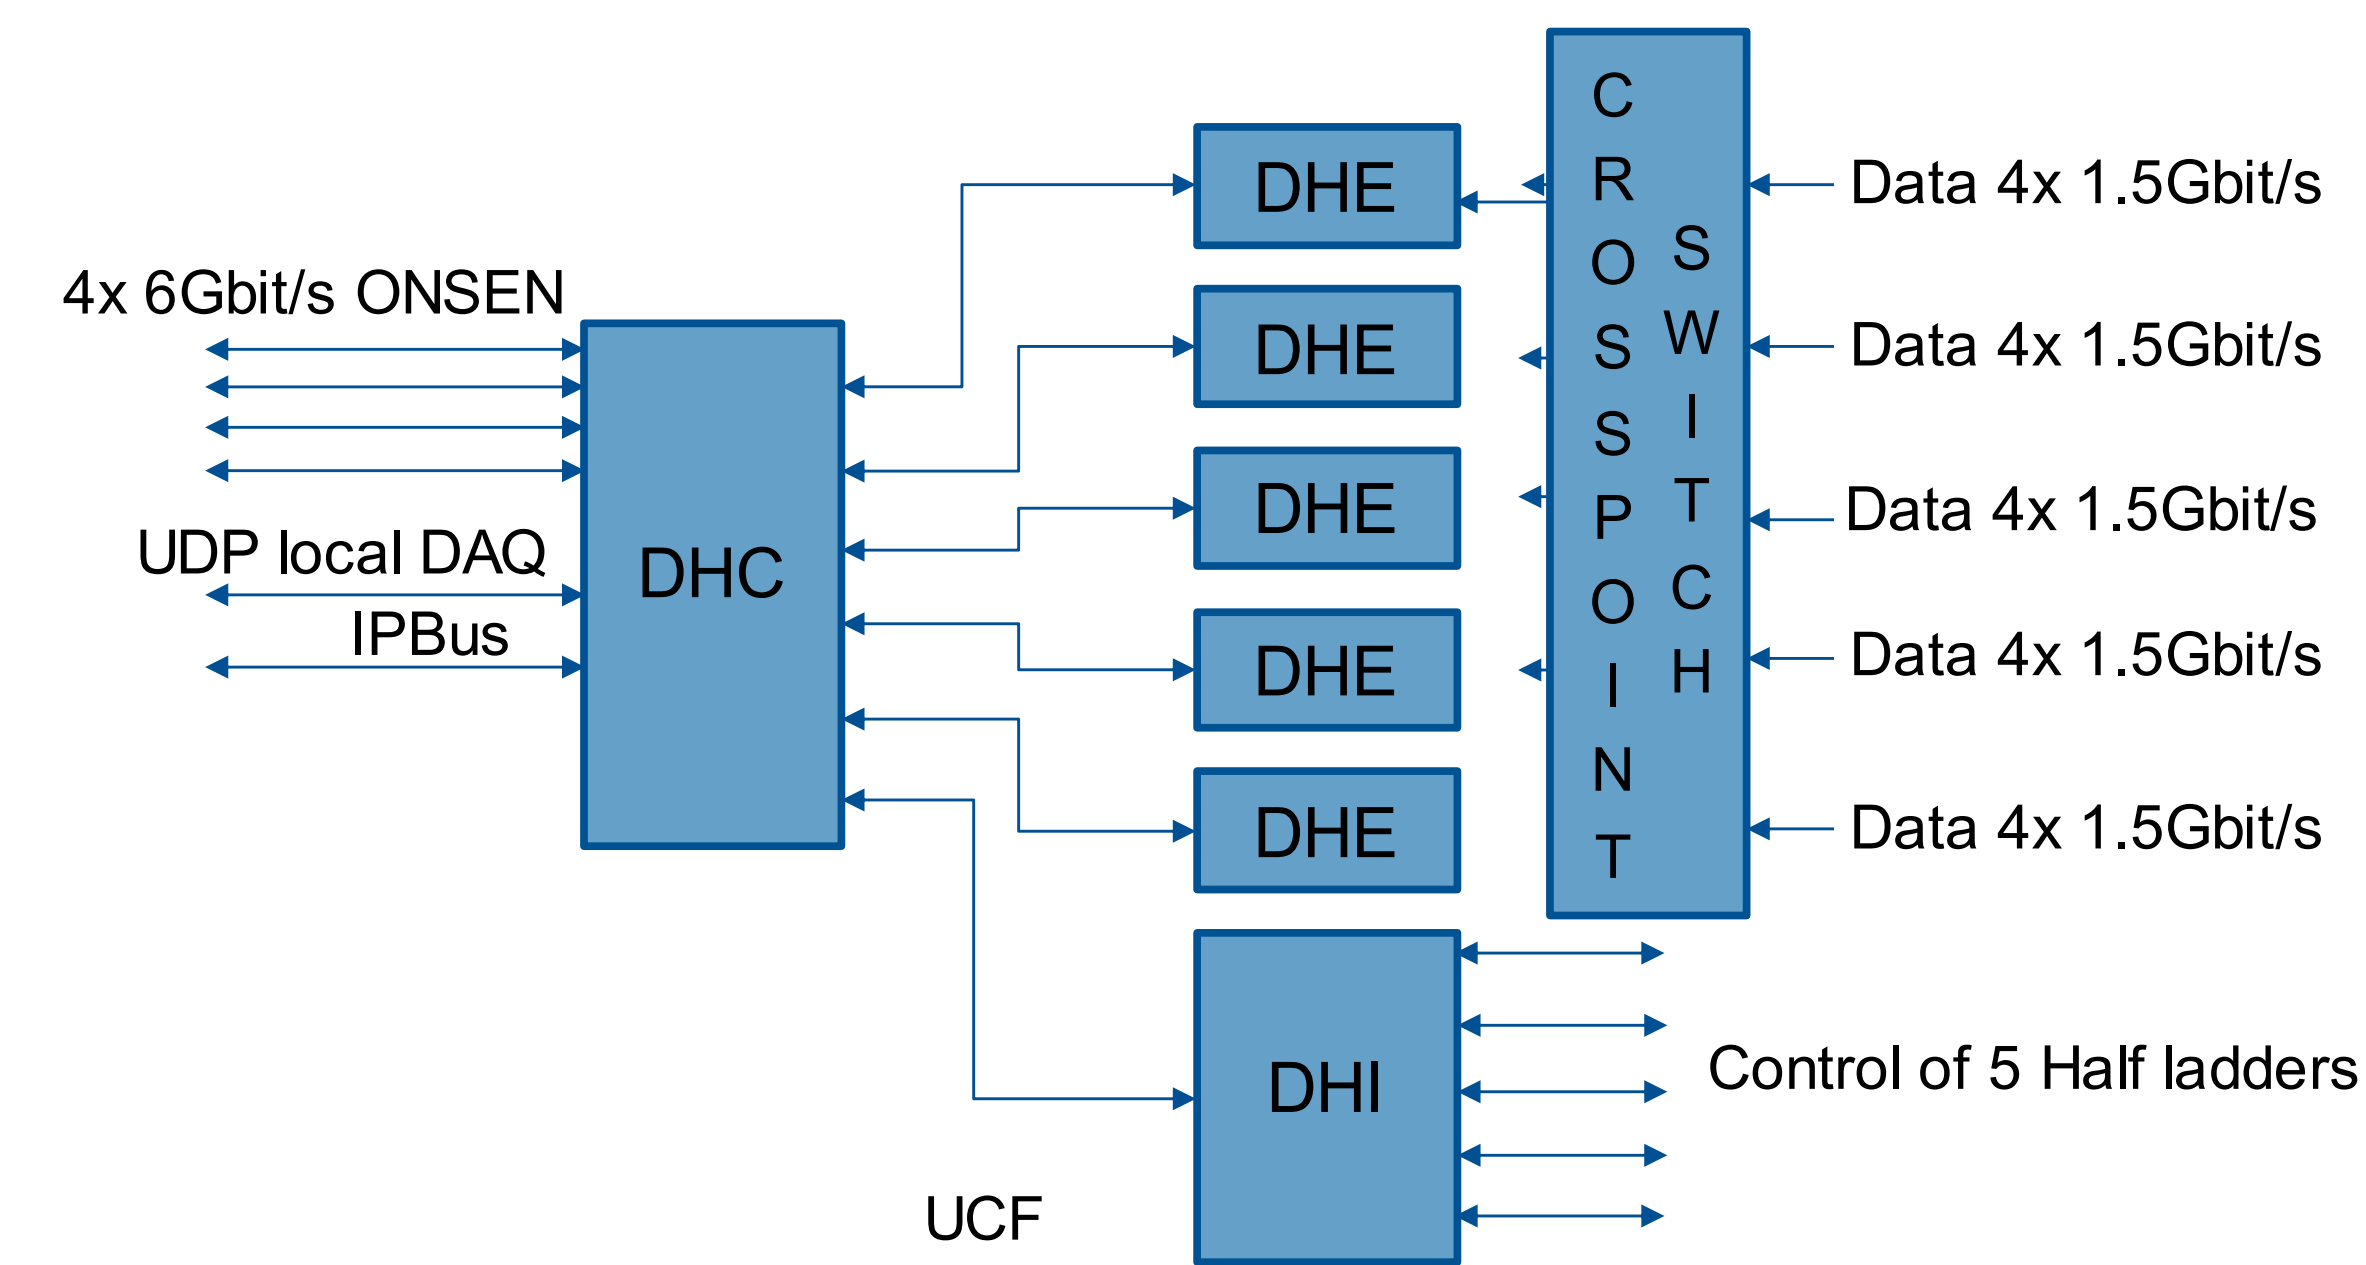 4x 6Gbit/s ONSEN
UDP local DAQ
IPBus
DHC
DHE
DHE
DHE
DHE
DHE
DHI
UCF
CROSSPOINT
SWITCH
Data 4x 1.5Gbit/s
Data 4x 1.5Gbit/s
Data 4x 1.5Gbit/s
Data 4x 1.5Gbit/s
Data 4x 1.5Gbit/s
Control of 5 Half ladders